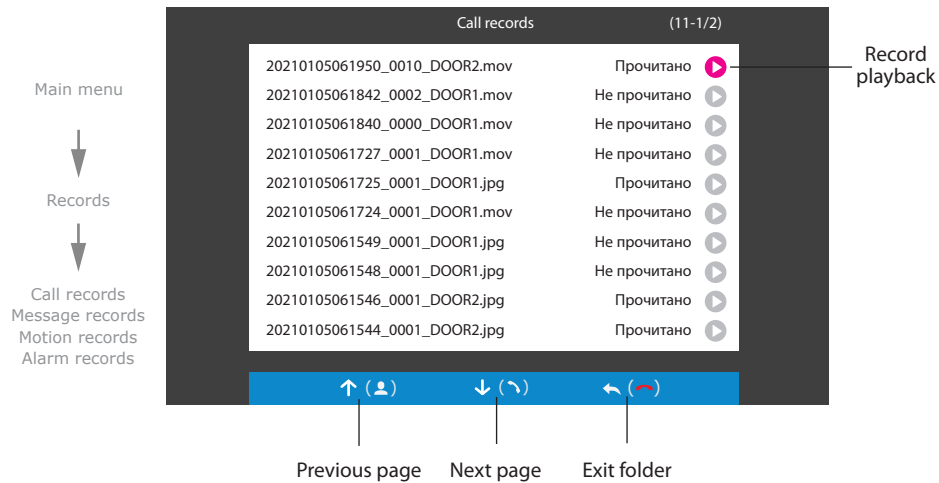 Call records (11-1/2)
20210105061950_0010_DOOR2.mov Прочитано
20210105061842_0002_DOOR1.mov Не прочитано
20210105061840_0000_DOOR1.mov Не прочитано
20210105061727_0001_DOOR1.mov Не прочитано
20210105061725_0001_DOOR1.jpg Прочитано
20210105061724_0001_DOOR1.mov Не прочитано
20210105061549_0001_DOOR1.jpg Не прочитано
20210105061548_0001_DOOR1.jpg Не прочитано
20210105061546_0001_DOOR2.jpg Прочитано
20210105061544_0001_DOOR2.jpg Прочитано
Record
playback
Main menu
Records
Call records
Message records
Motion records
Alarm records
Previous page
Next page
Exit folder